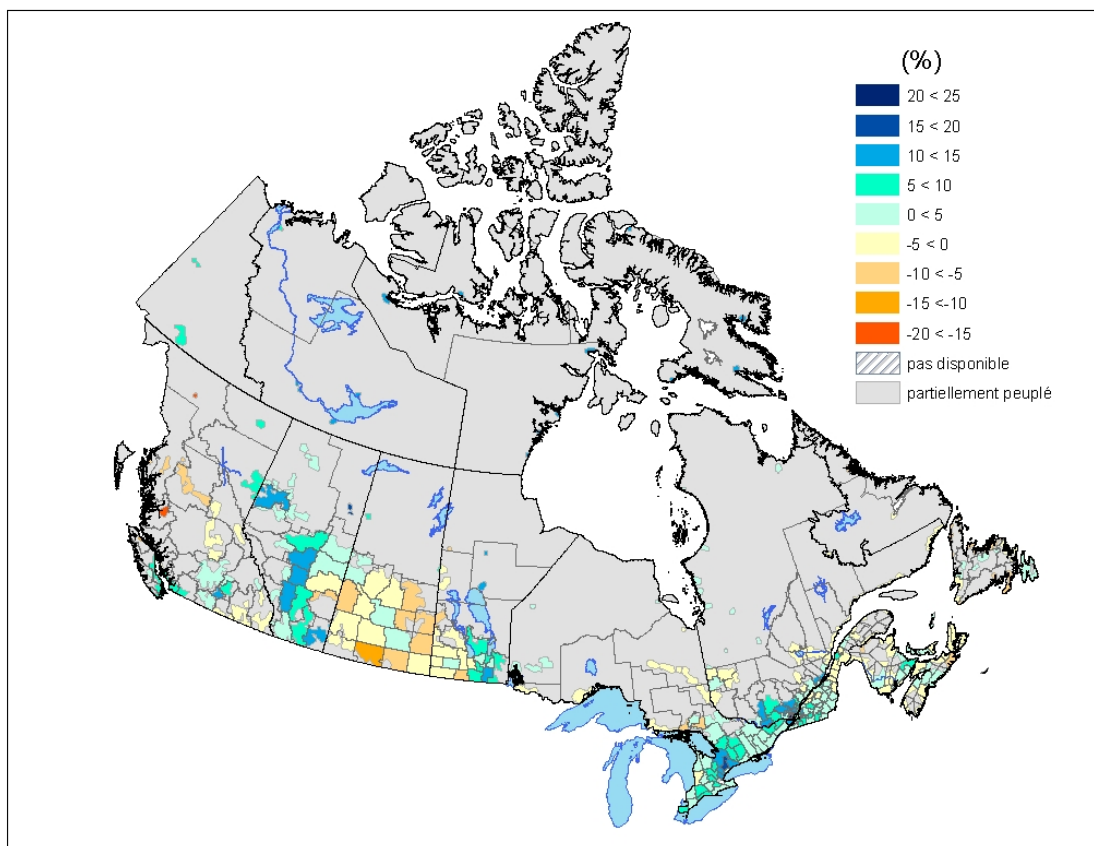 (%)
20 < 25
15 < 20
10 < 15
5 < 10
0 < 5
-5 < 0
-10 < -5
-15 < -10
-20 < -15
pas disponible
partiellement peuplé